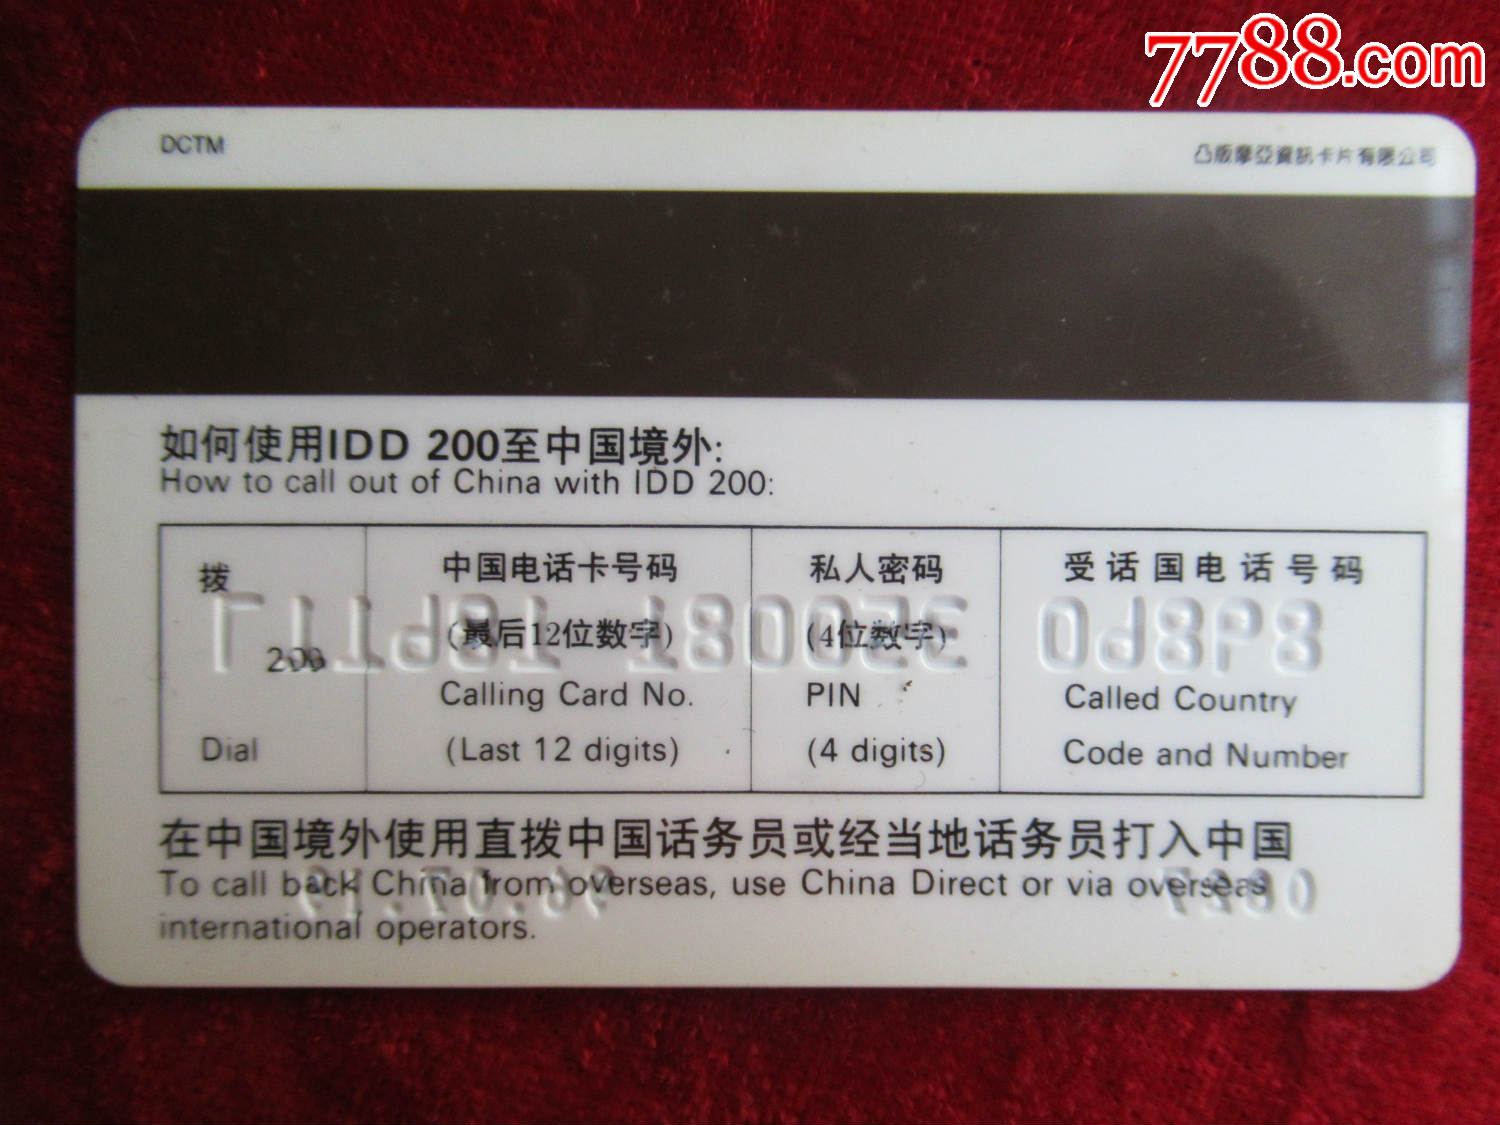 7788.com
DCTM
凸版摩亞資訊卡片有限公司
如何使用IDD 200至中国境外:
How to call out of China with IDD 200:
拨
200
Dial
中国电话卡号码
(最后12位数字)
Calling Card No.
(Last 12 digits)
私人密码
(4位数字)
PIN
(4 digits)
受话国电话号码
Called Country
Code and Number
在中国境外使用直拨中国话务员或经当地话务员打入中国
To call back China from overseas, use China Direct or via overseas
international operators.